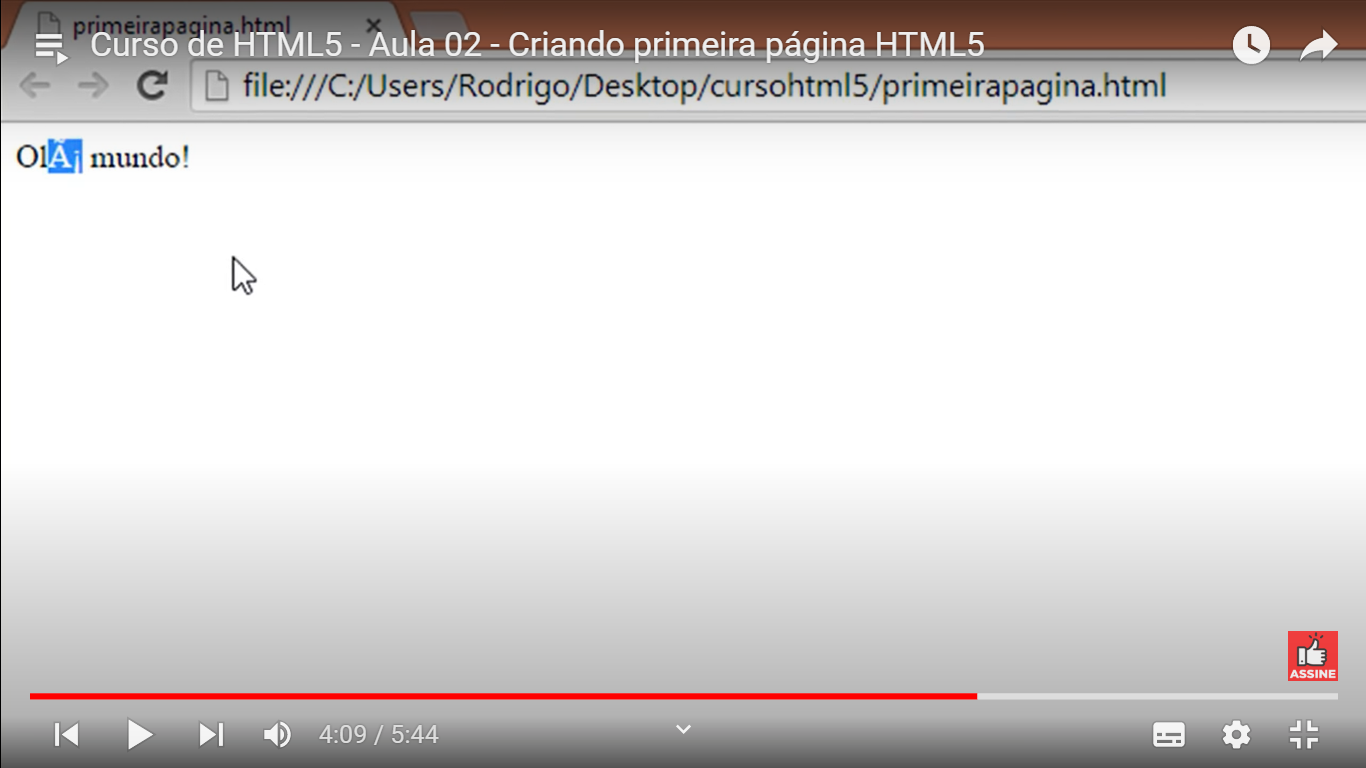 primeirapagina.html
Curso de HTML5 - Aula 02 - Criando primeira página HTML5
file:///C:/Users/Rodrigo/Desktop/cursohtml5/primeirapagina.html
OlÃ¡ mundo!
ASSINE
4:09 / 5:44